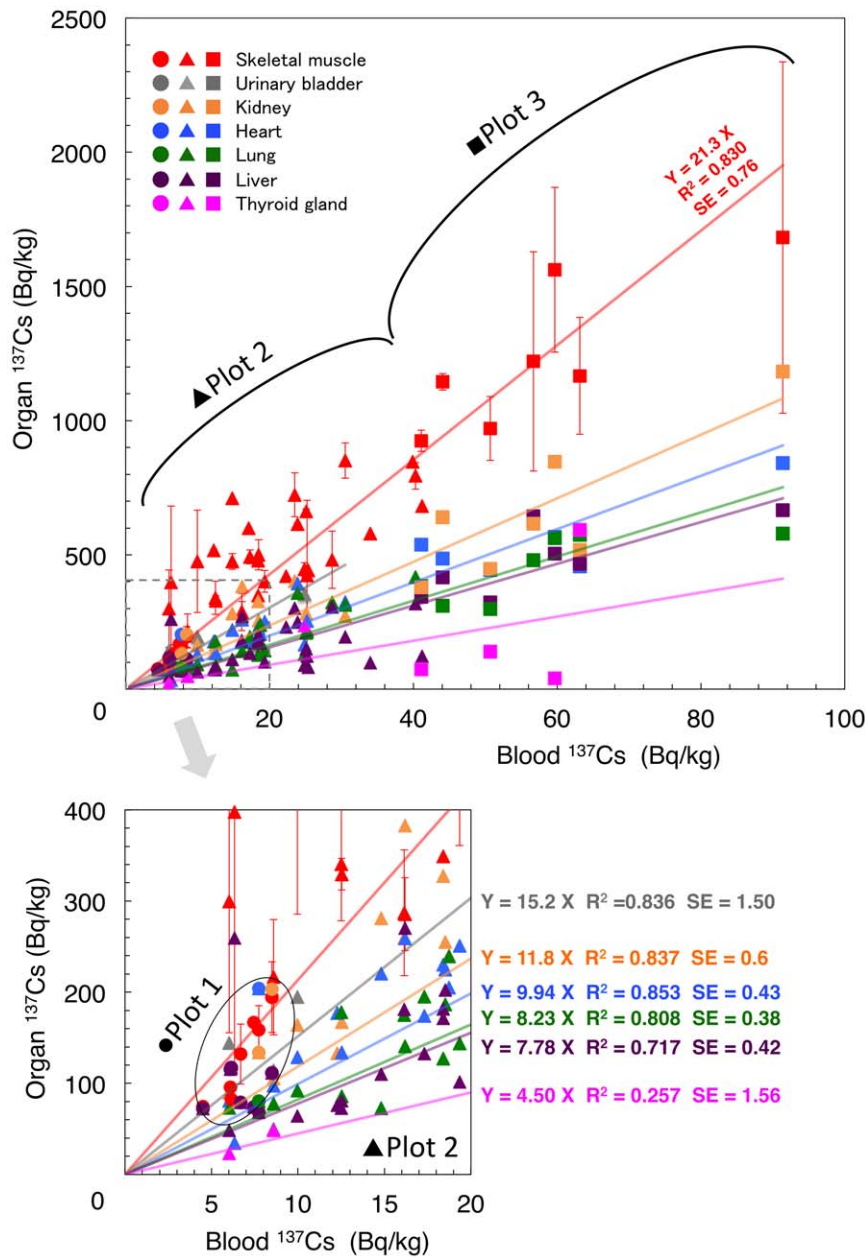 2500
2000
1500
1000
500
0
Organ ¹³⁷Cs (Bq/kg)
Skeletal muscle
Urinary bladder
Kidney
Heart
Lung
Liver
Thyroid gland
Plot 3
Plot 2
Y = 21.3 X
R² = 0.830
SE = 0.76
20 40 60 80 100
Blood ¹³⁷Cs (Bq/kg)
400
300
200
100
0
Organ ¹³⁷Cs (Bq/kg)
Plot 1
Plot 2
5 10 15 20
Blood ¹³⁷Cs (Bq/kg)
Y = 15.2 X R² =0.836 SE = 1.50
Y = 11.8 X R² = 0.837 SE = 0.6
Y = 9.94 X R² = 0.853 SE = 0.43
Y = 8.23 X R² = 0.808 SE = 0.38
Y = 7.78 X R² = 0.717 SE = 0.42
Y = 4.50 X R² = 0.257 SE = 1.56